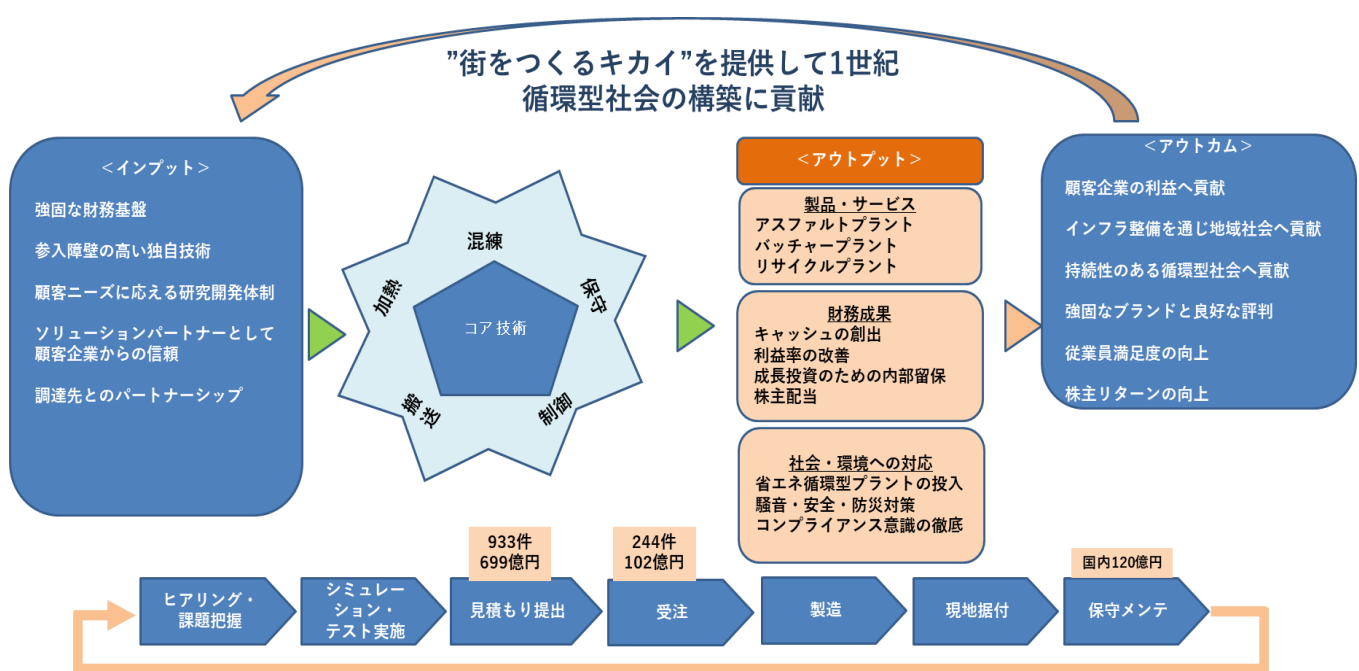 ”街をつくるキカイ”を提供して1世紀
循環型社会の構築に貢献
＜インプット＞
強固な財務基盤
参入障壁の高い独自技術
顧客ニーズに応える研究開発体制
ソリューションパートナーとして
顧客企業からの信頼
調達先とのパートナーシップ
混練
加熱
保守
コア技術
搬送
制御
＜アウトプット＞
製品・サービス
アスファルトプラント
バッチャープラント
リサイクルプラント
財務成果
キャッシュの創出
利益率の改善
成長投資のための内部留保
株主配当
社会・環境への対応
省エネ循環型プラントの投入
騒音・安全・防災対策
コンプライアンス意識の徹底
＜アウトカム＞
顧客企業の利益へ貢献
インフラ整備を通じ地域社会へ貢献
持続性のある循環型社会へ貢献
強固なブランドと良好な評判
従業員満足度の向上
株主リターンの向上
ヒアリング・
課題把握
シミュレー
ション・
テスト実施
933件
699億円
見積もり提出
244件
102億円
受注
製造
現地据付
国内120億円
保守メンテ